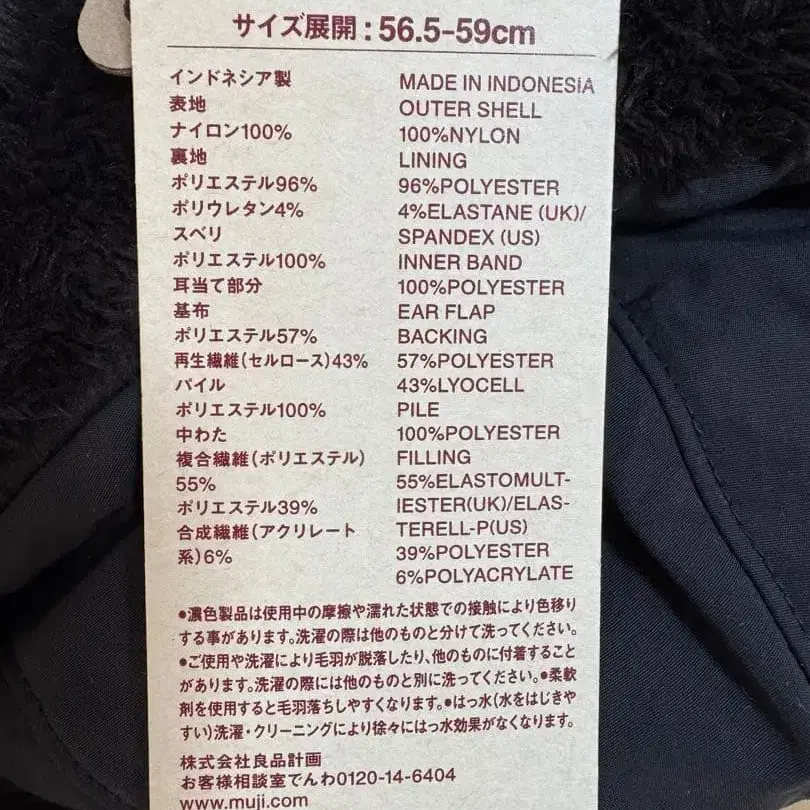 サイズ展開：56.5-59cm
インドネシア製
表地
ナイロン100%
裏地
ポリエステル96%
ポリウレタン4%
スベリ
ポリエステル100%
耳当て部分
基布
ポリエステル57%
再生繊維（セルロース）43%
パイル
ポリエステル100%
中わた
複合繊維（ポリエステル）
55%
ポリエステル39%
合成繊維（アクリレート
系）6%
MADE IN INDONESIA
OUTER SHELL
100%NYLON
LINING
96%POLYESTER
4%ELASTANE (UK)/
SPANDEX (US)
INNER BAND
100%POLYESTER
EAR FLAP
BACKING
57%POLYESTER
43%LYOCELL
PILE
100%POLYESTER
FILLING
55%ELASTOMULT-
IESTER(UK)/ELAS-
TERELL-P(US)
39%POLYESTER
6%POLYACRYLATE
●濃色製品は使用中の摩擦や濡れた状態での接触により色移り
する事があります。洗濯の際は他のものと分けて洗ってください。
●ご使用や洗濯により毛羽が脱落したり、他のものに付着すること
があります。洗濯の際には他のものと別に洗ってください。●柔軟
剤を使用すると毛羽落ちしやすくなります。●はっ水（水をはじきや
すい）洗濯・クリーニングにより徐々にはっ水効果がなくなります。
株式会社良品計画
お客様相談室でんわ0120-14-6404
www.muji.com